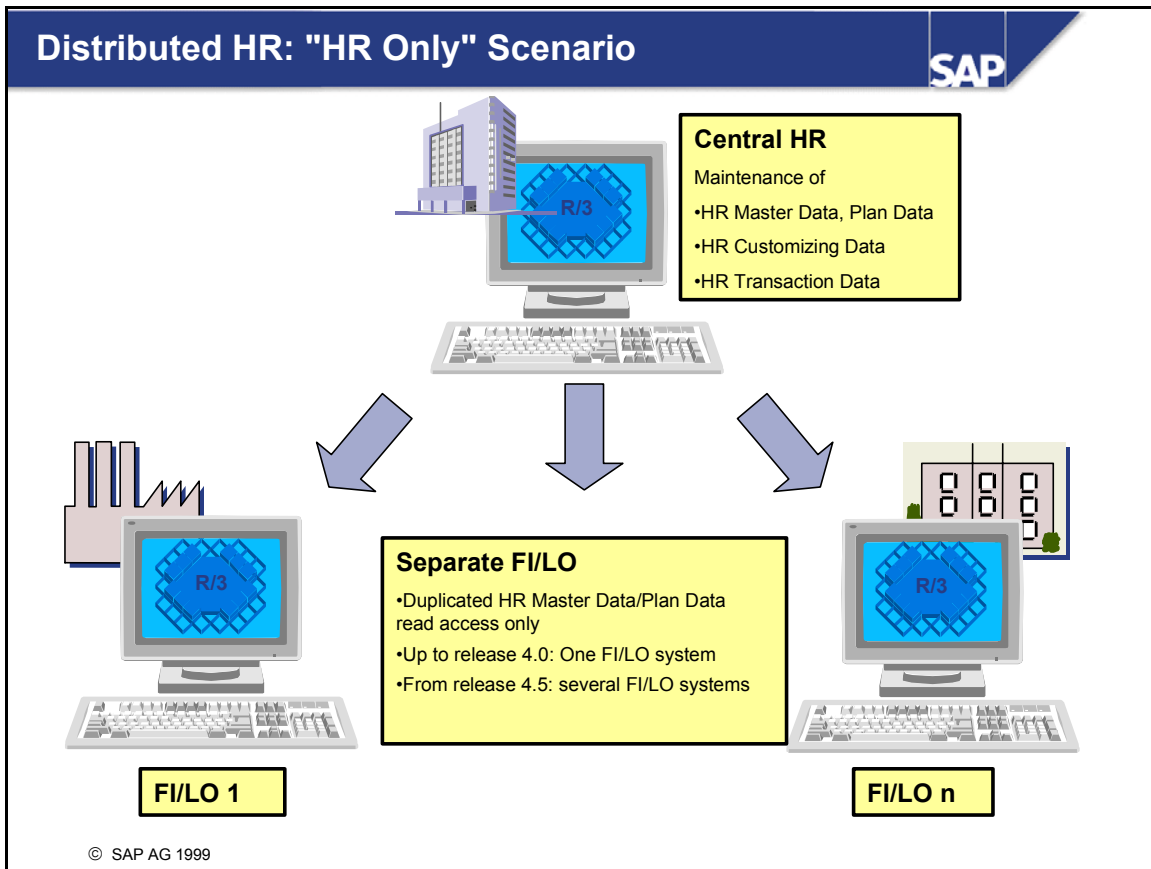 Distributed HR: "HR Only" Scenario
SAP
Central HR
Maintenance of
•HR Master Data, Plan Data
•HR Customizing Data
•HR Transaction Data
R/3
Separate FI/LO
•Duplicated HR Master Data/Plan Data
read access only
•Up to release 4.0: One FI/LO system
•From release 4.5: several FI/LO systems
R/3
R/3
FI/LO 1
FI/LO n
© SAP AG 1999